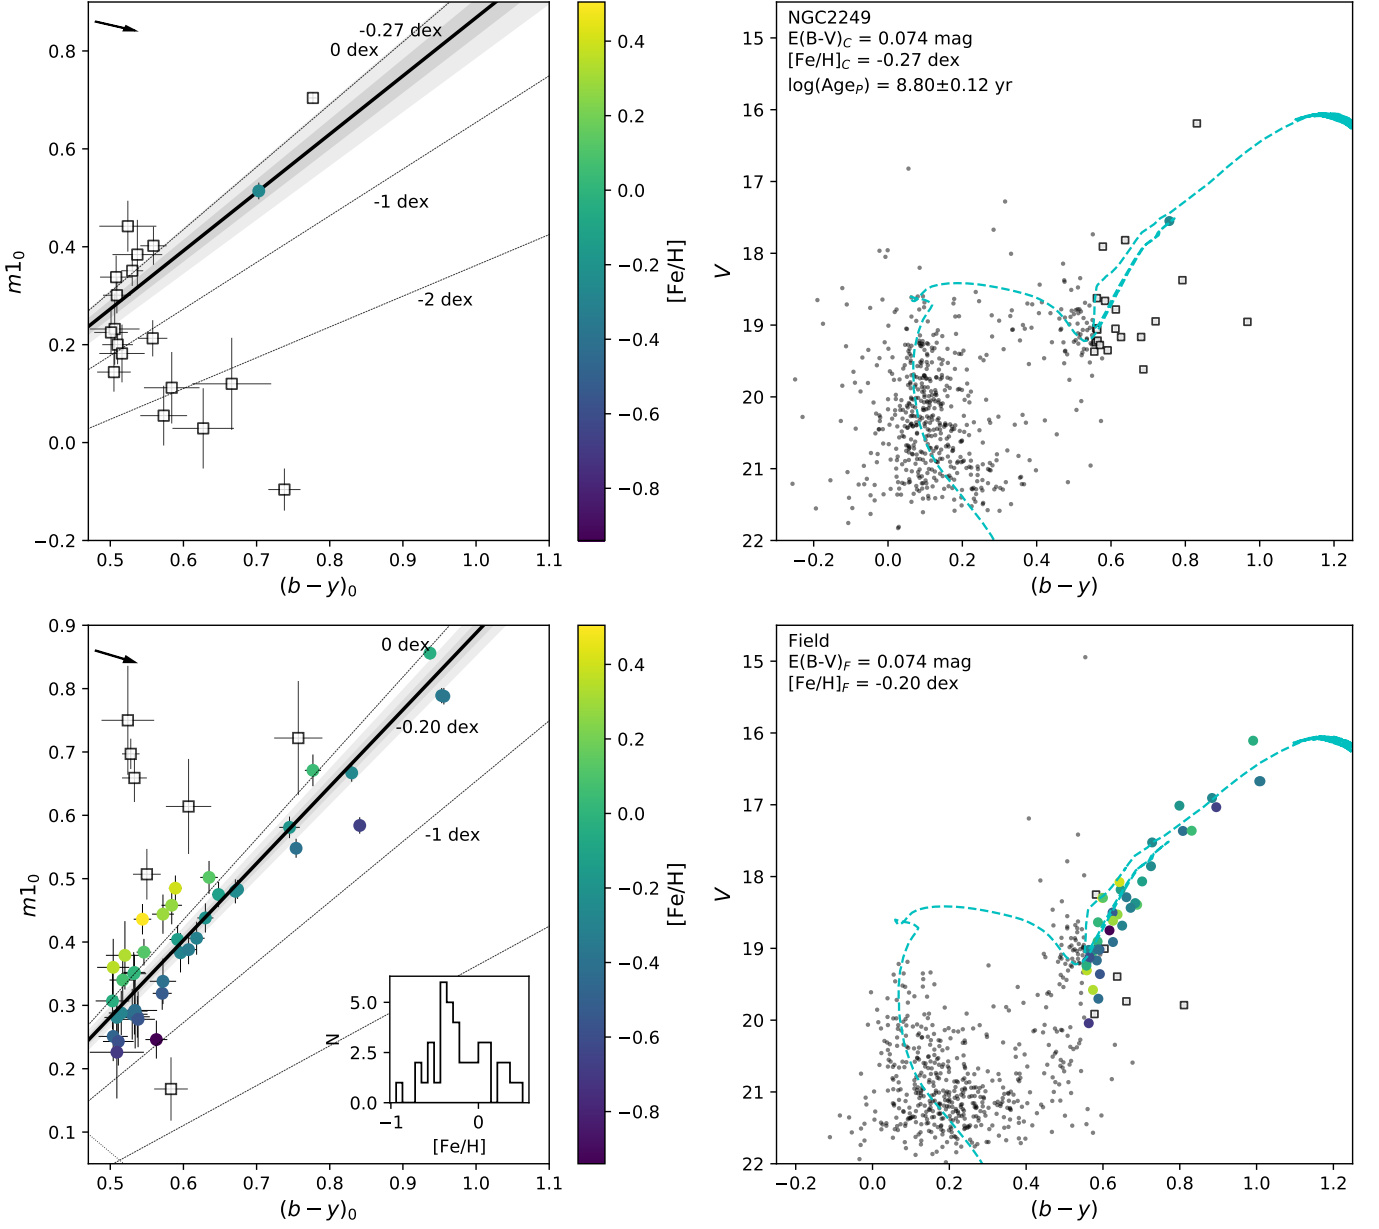 0.8
0.6
0.4
0.2
0.0
−0.2
m1₀
-0.27 dex
0 dex
-1 dex
-2 dex
0.5 0.6 0.7 0.8 0.9 1.0 1.1
(b − y)₀
0.4
0.2
0.0
−0.2
−0.4
−0.6
−0.8
[Fe/H]
NGC2249
E(B-V)C = 0.074 mag
[Fe/H]C = -0.27 dex
log(AgeP) = 8.80±0.12 yr
15
16
17
18
19
20
21
22
V
−0.2 0.0 0.2 0.4 0.6 0.8 1.0 1.2
(b − y)
0.9
0.8
0.7
0.6
0.5
0.4
0.3
0.2
0.1
m1₀
0 dex
-0.20 dex
-1 dex
5.0
2.5
0.0
N
−1 0
[Fe/H]
0.5 0.6 0.7 0.8 0.9 1.0 1.1
(b − y)₀
0.4
0.2
0.0
−0.2
−0.4
−0.6
−0.8
[Fe/H]
Field
E(B-V)F = 0.074 mag
[Fe/H]F = -0.20 dex
15
16
17
18
19
20
21
22
V
−0.2 0.0 0.2 0.4 0.6 0.8 1.0 1.2
(b − y)